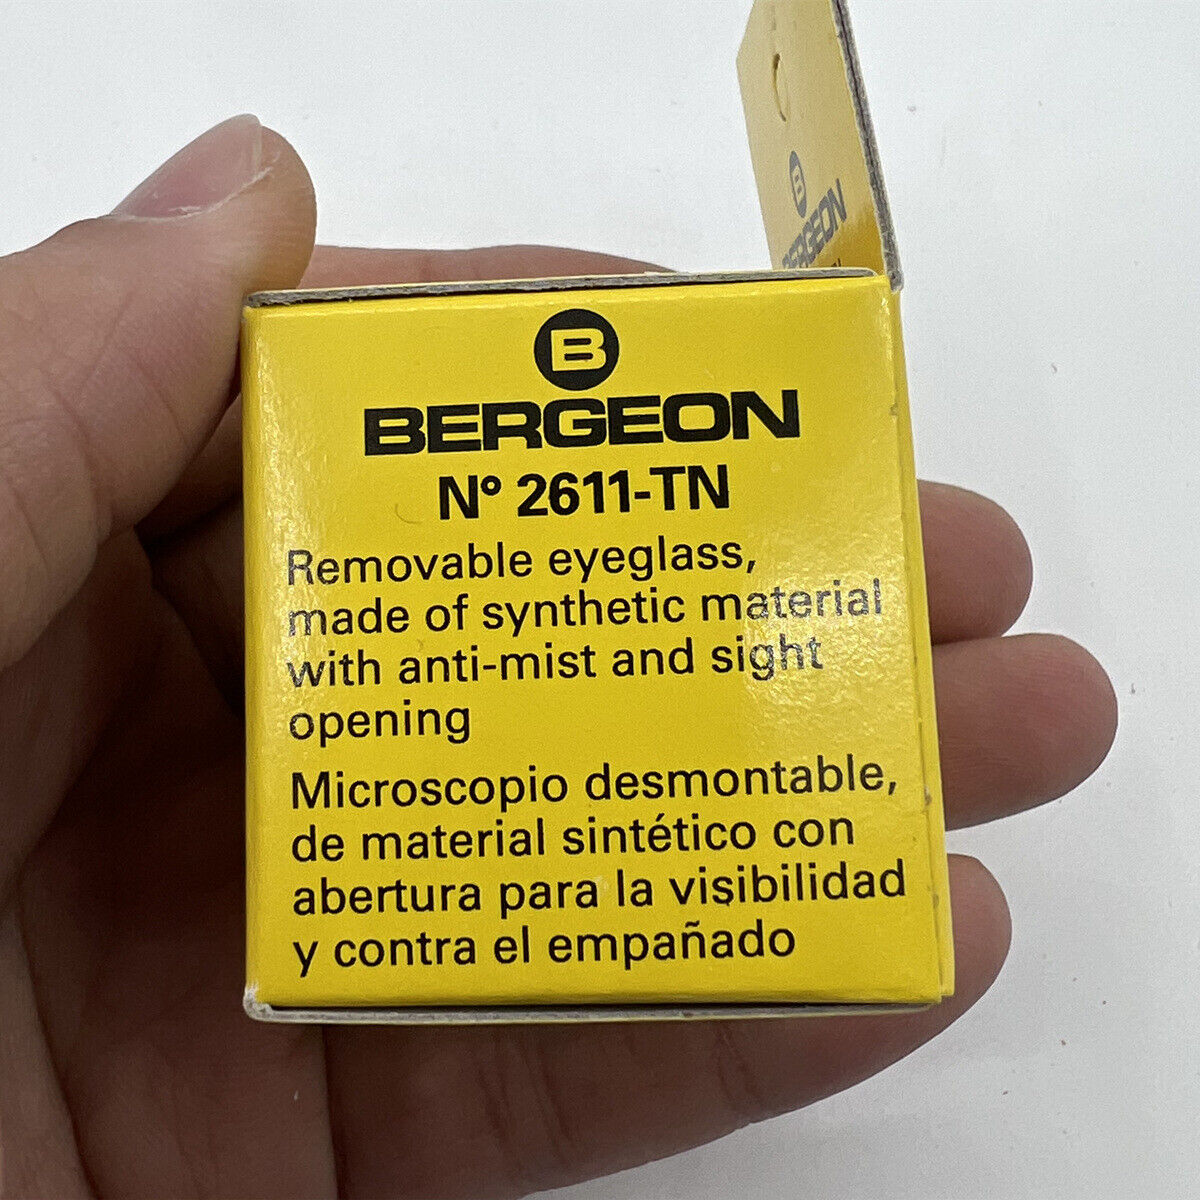 B
BERGEON
B
BERGEON
N° 2611-TN
Removable eyeglass,
made of synthetic material
with anti-mist and sight
opening
Microscopio desmontable,
de material sintético con
abertura para la visibilidad
y contra el empañado